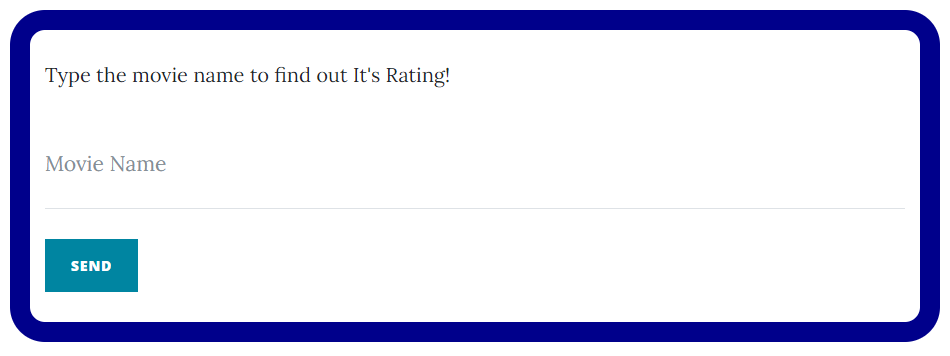 Type the movie name to find out It's Rating!
Movie Name
SEND